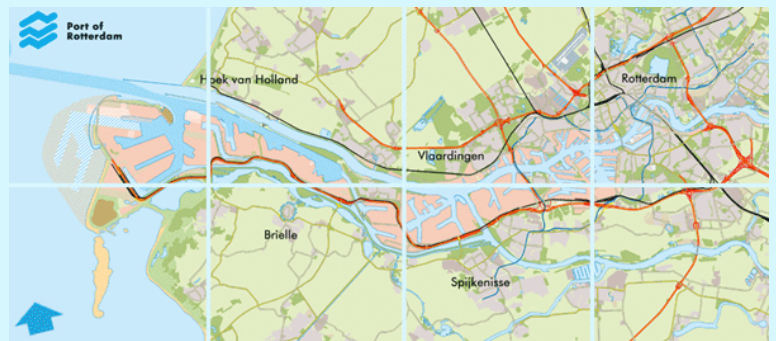 Port of
Rotterdam
Hoek van Holland
Rotterdam
Vlaardingen
Brielle
Spijkenisse